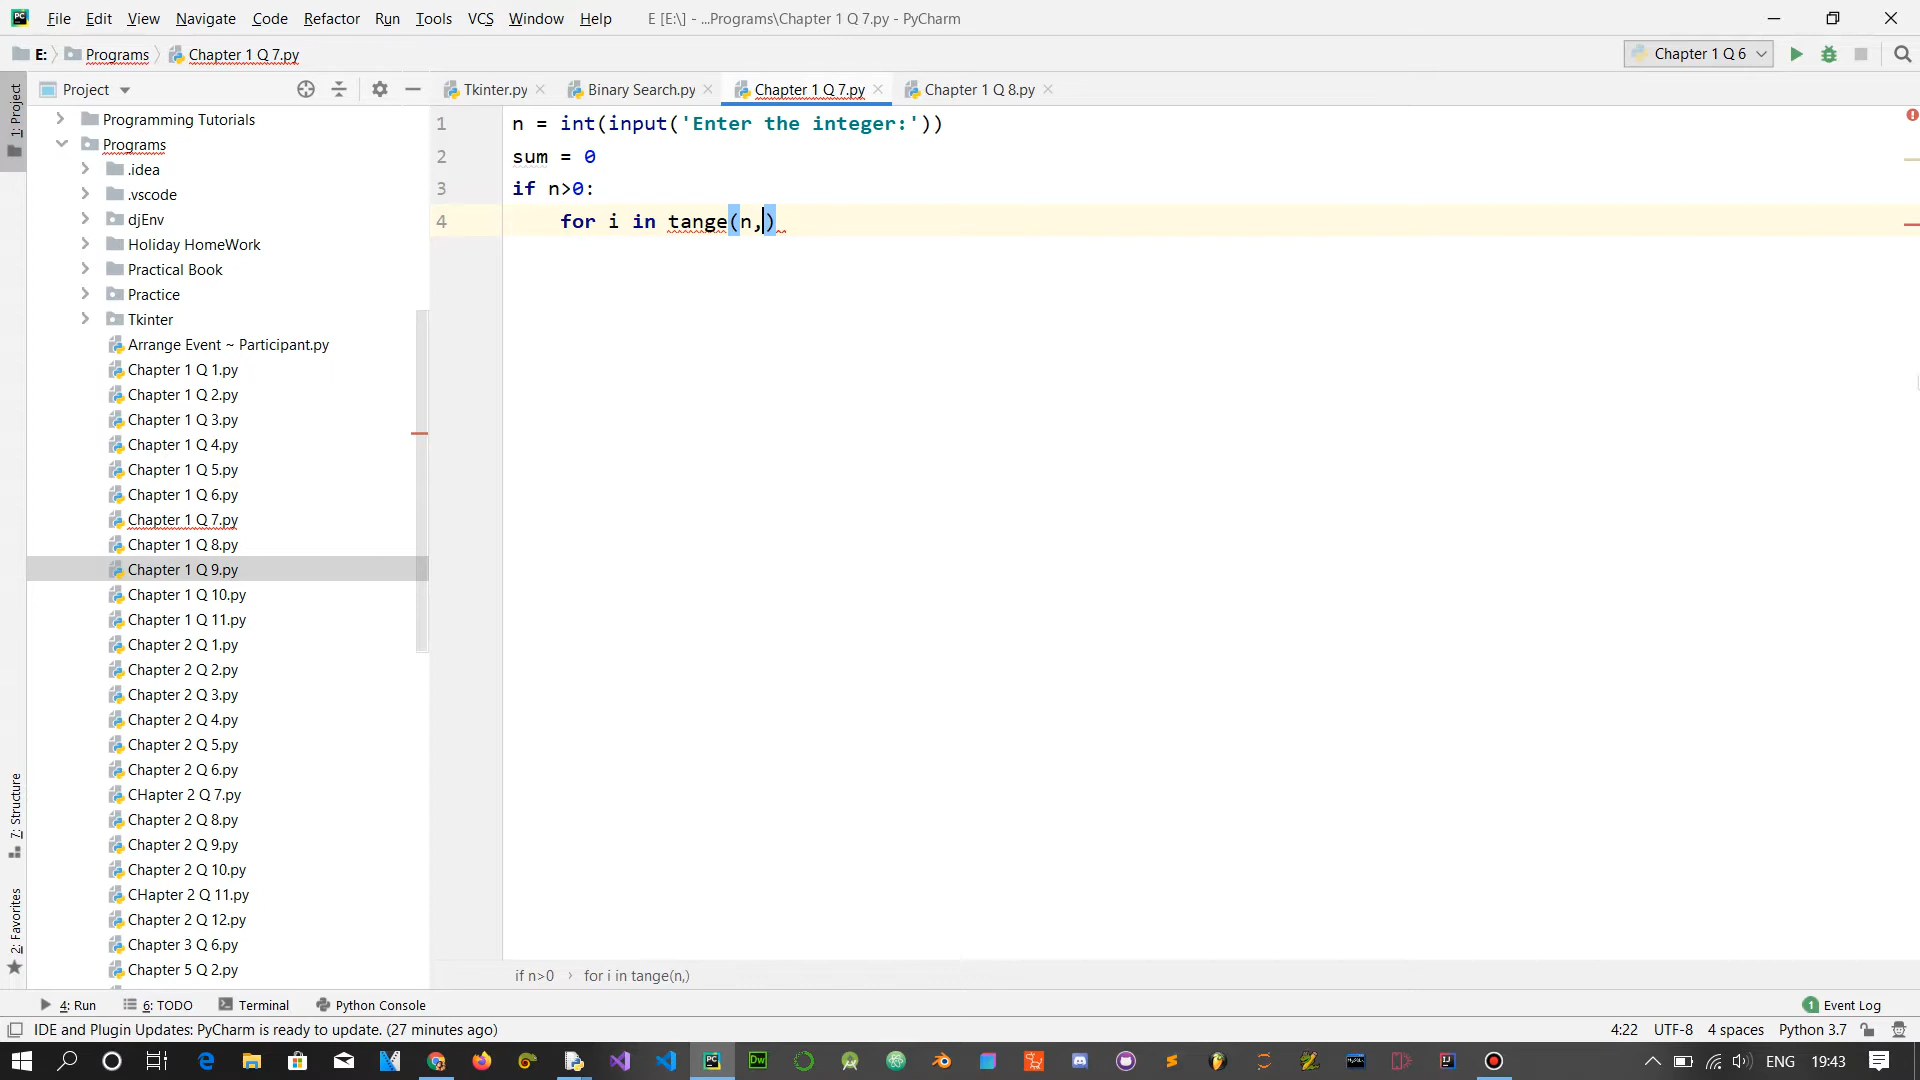 File Edit View Navigate Code Refactor Run Tools VCS Window Help E [E:\] - ...Programs\Chapter 1 Q 7.py - PyCharm
E: Programs Chapter 1 Q 7.py Chapter 1 Q 6
Project Tkinter.py Binary Search.py Chapter 1 Q 7.py Chapter 1 Q 8.py
1: Project
Programming Tutorials
Programs
.idea
.vscode
djEnv
Holiday HomeWork
Practical Book
Practice
Tkinter
Arrange Event ~ Participant.py
Chapter 1 Q 1.py
Chapter 1 Q 2.py
Chapter 1 Q 3.py
Chapter 1 Q 4.py
Chapter 1 Q 5.py
Chapter 1 Q 6.py
Chapter 1 Q 7.py
Chapter 1 Q 8.py
Chapter 1 Q 9.py
Chapter 1 Q 10.py
Chapter 1 Q 11.py
Chapter 2 Q 1.py
Chapter 2 Q 2.py
Chapter 2 Q 3.py
Chapter 2 Q 4.py
Chapter 2 Q 5.py
Chapter 2 Q 6.py
CHapter 2 Q 7.py
Chapter 2 Q 8.py
Chapter 2 Q 9.py
Chapter 2 Q 10.py
CHapter 2 Q 11.py
Chapter 2 Q 12.py
Chapter 3 Q 6.py
Chapter 5 Q 2.py
7: Structure
2: Favorites
1 n = int(input('Enter the integer:'))
2 sum = 0
3 if n>0:
4 for i in tange(n,)
if n>0 › for i in tange(n,)
4: Run 6: TODO Terminal Python Console 1 Event Log
IDE and Plugin Updates: PyCharm is ready to update. (27 minutes ago) 4:22 UTF-8 4 spaces Python 3.7
ENG 19:43